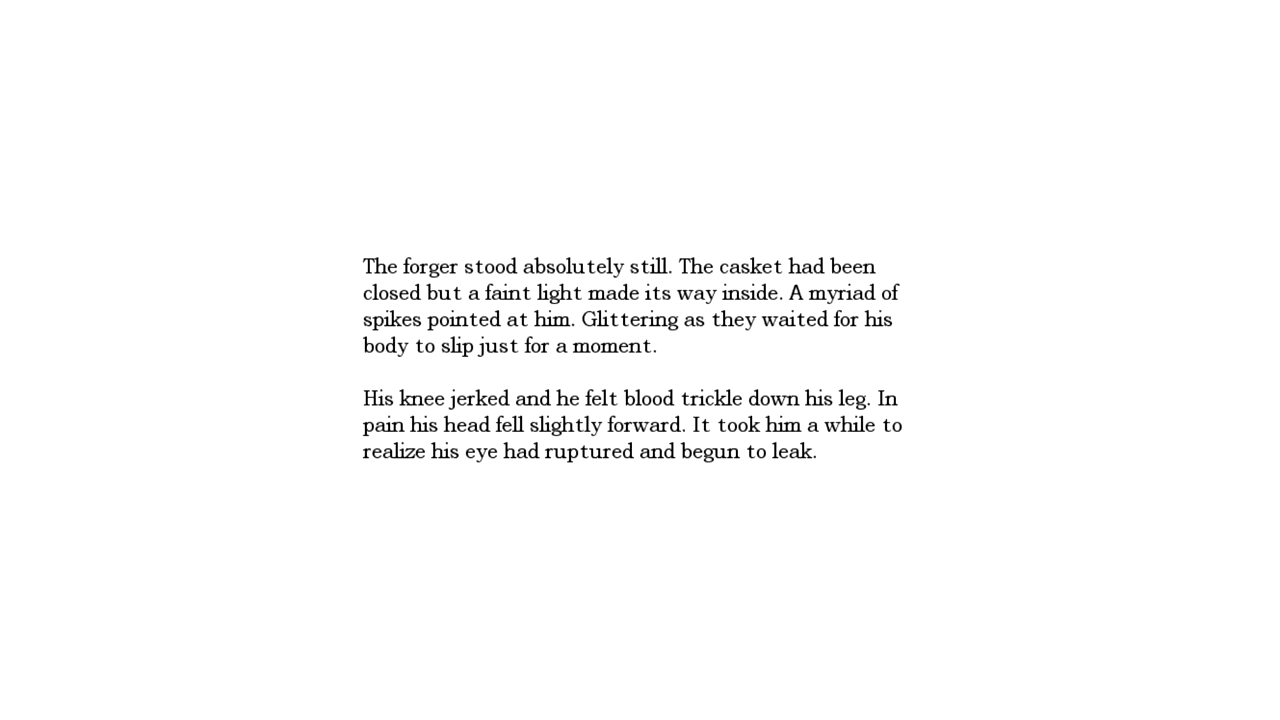 The forger stood absolutely still. The casket had been
closed but a faint light made its way inside. A myriad of
spikes pointed at him. Glittering as they waited for his
body to slip just for a moment.
His knee jerked and he felt blood trickle down his leg. In
pain his head fell slightly forward. It took him a while to
realize his eye had ruptured and begun to leak.